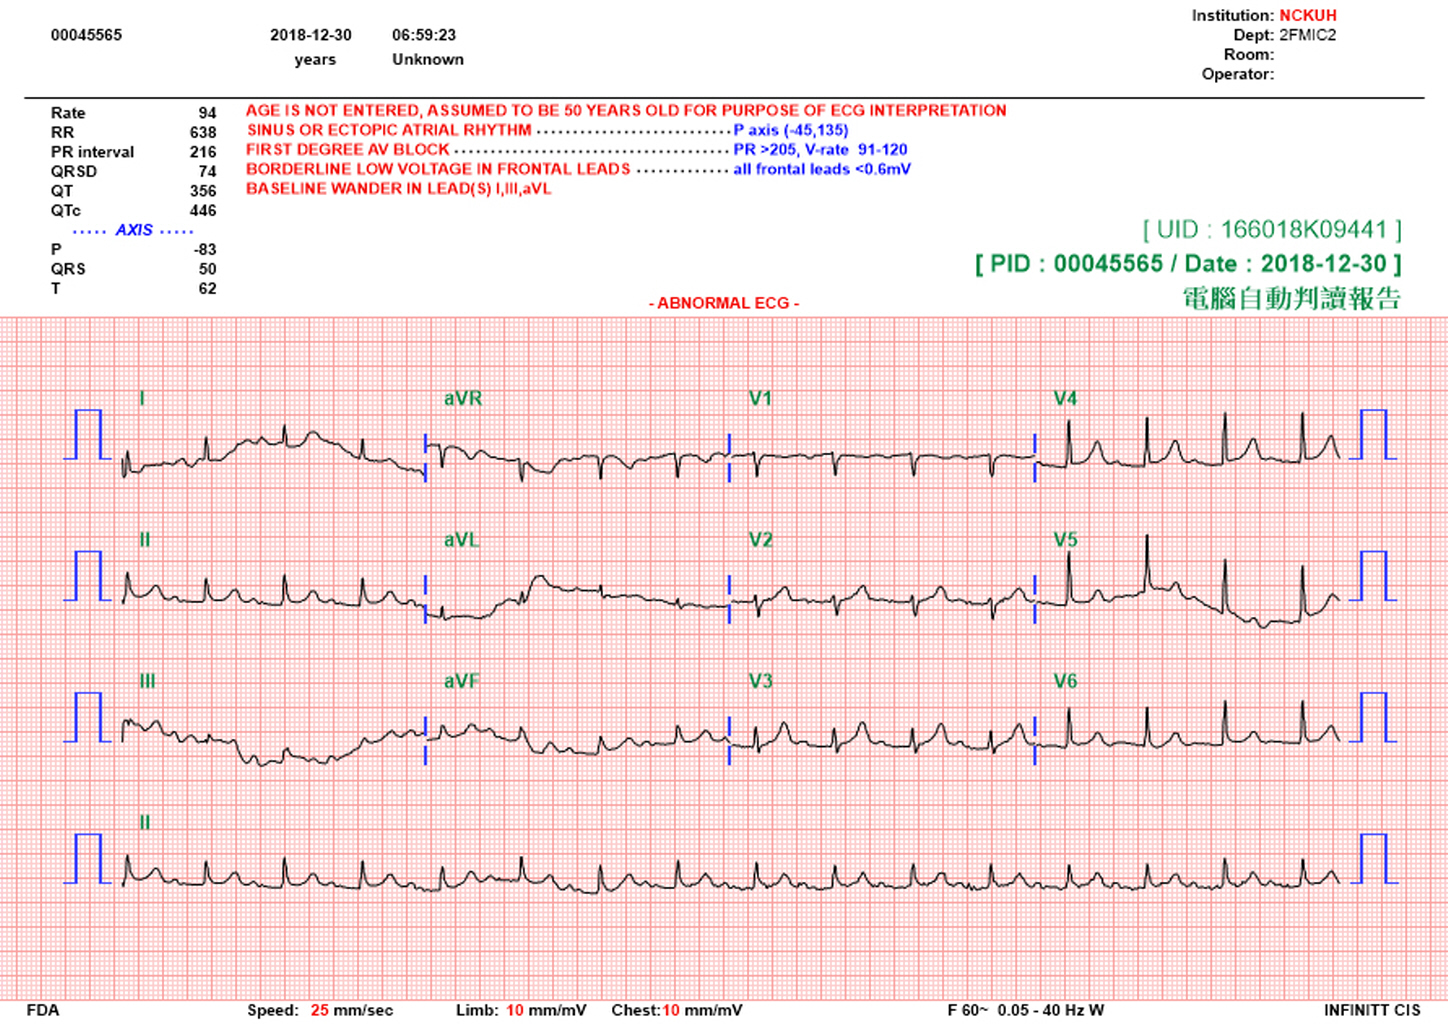 Institution: NCKUH
00045565 2018-12-30 06:59:23 Dept: 2FMIC2
years Unknown Room:
Operator:
Rate 94 AGE IS NOT ENTERED, ASSUMED TO BE 50 YEARS OLD FOR PURPOSE OF ECG INTERPRETATION
RR 638 SINUS OR ECTOPIC ATRIAL RHYTHM P axis (-45,135)
PR interval 216 FIRST DEGREE AV BLOCK PR >205, V-rate 91-120
QRSD 74 BORDERLINE LOW VOLTAGE IN FRONTAL LEADS all frontal leads <0.6mV
QT 356 BASELINE WANDER IN LEAD(S) I,III,aVL
QTc 446
AXIS
[ UID : 166018K09441 ]
P -83
[ PID : 00045565 / Date : 2018-12-30 ]
QRS 50
T 62
電腦自動判讀報告
- ABNORMAL ECG -
I aVR V1 V4
II aVL V2 V5
III aVF V3 V6
II
FDA Speed: 25 mm/sec Limb: 10 mm/mV Chest:10 mm/mV F 60~ 0.05 - 40 Hz W INFINITT CIS